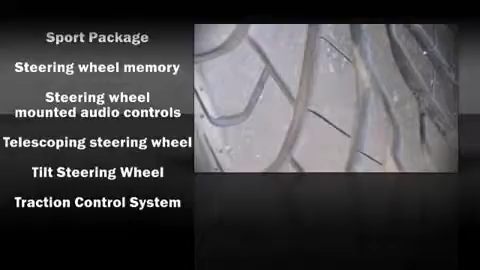 Sport Package
Steering wheel memory
Steering wheel
mounted audio controls
Telescoping steering wheel
Tilt Steering Wheel
Traction Control System